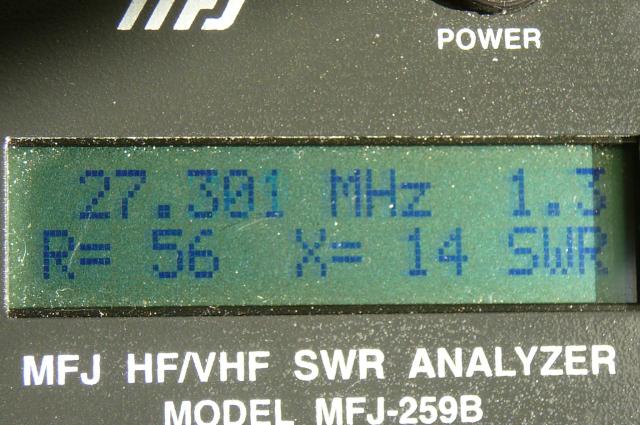 MFJ
POWER
27.301 MHz 1.3
R= 56 X= 14 SWR
MFJ HF/VHF SWR ANALYZER
MODEL MFJ-259B